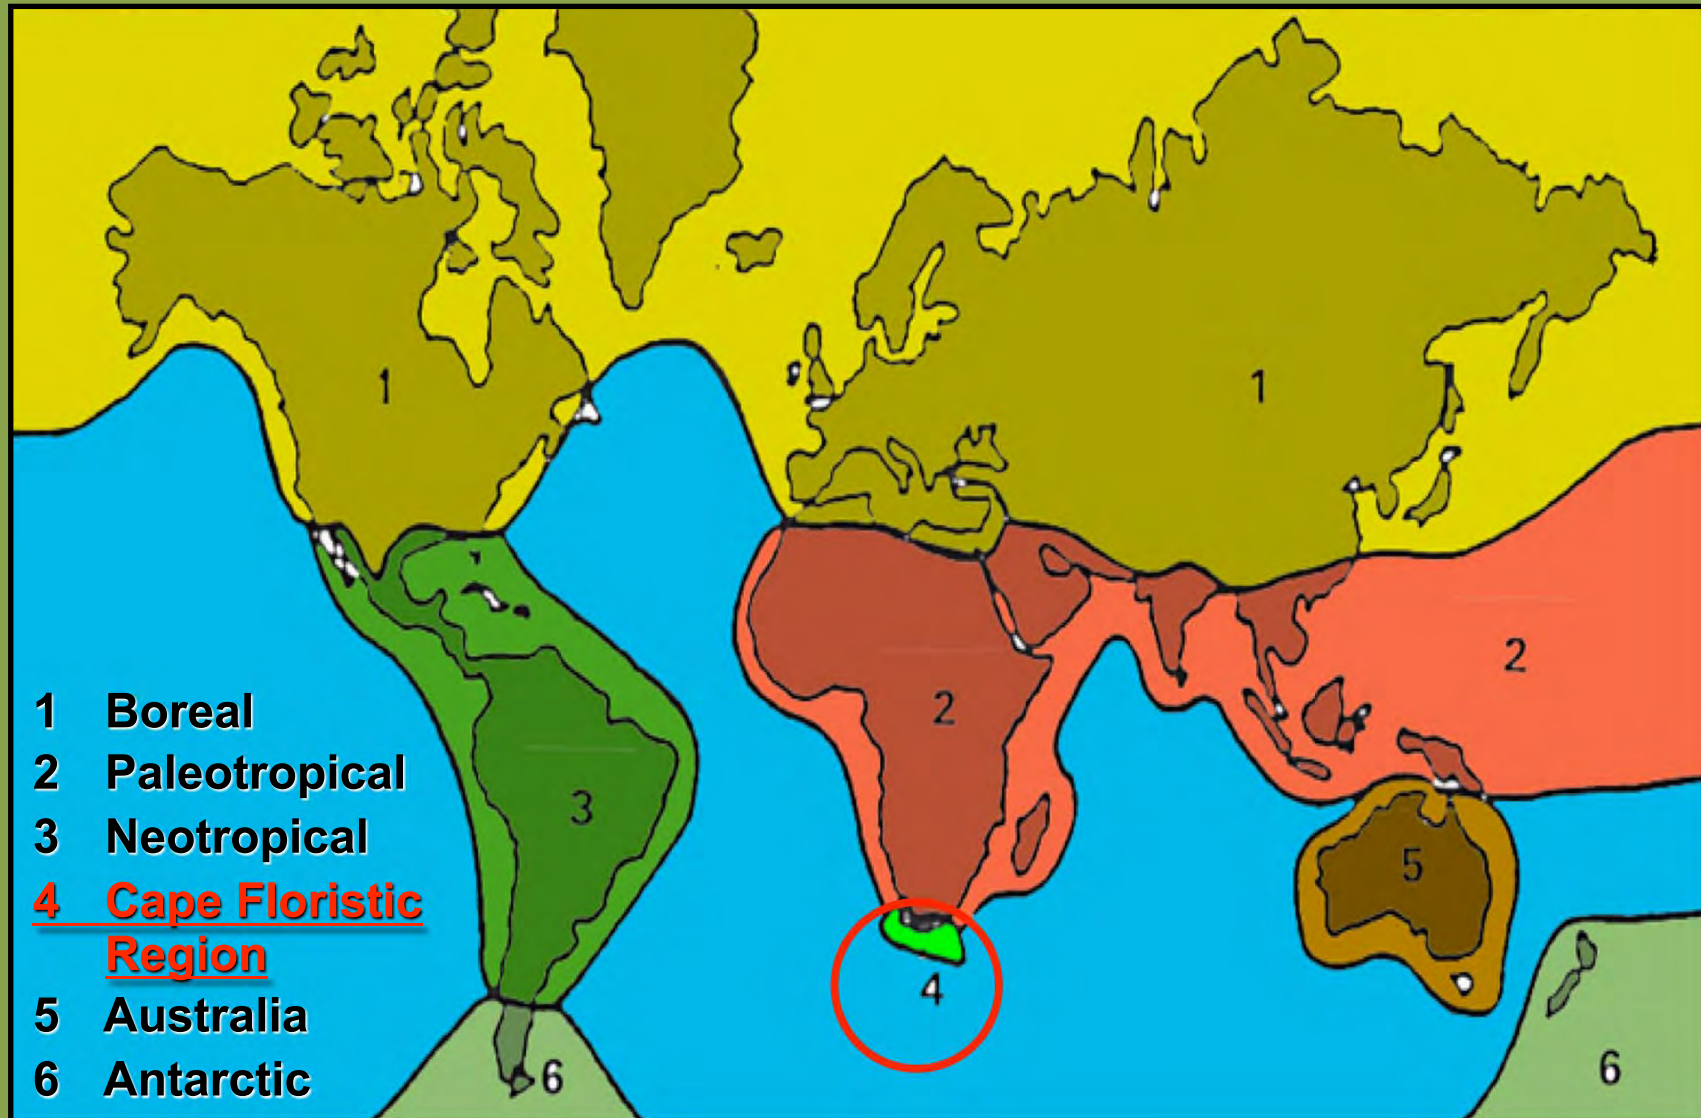 1
1
2
2
3
5
4
6
6
1 Boreal
2 Paleotropical
3 Neotropical
4 Cape Floristic
Region
5 Australia
6 Antarctic